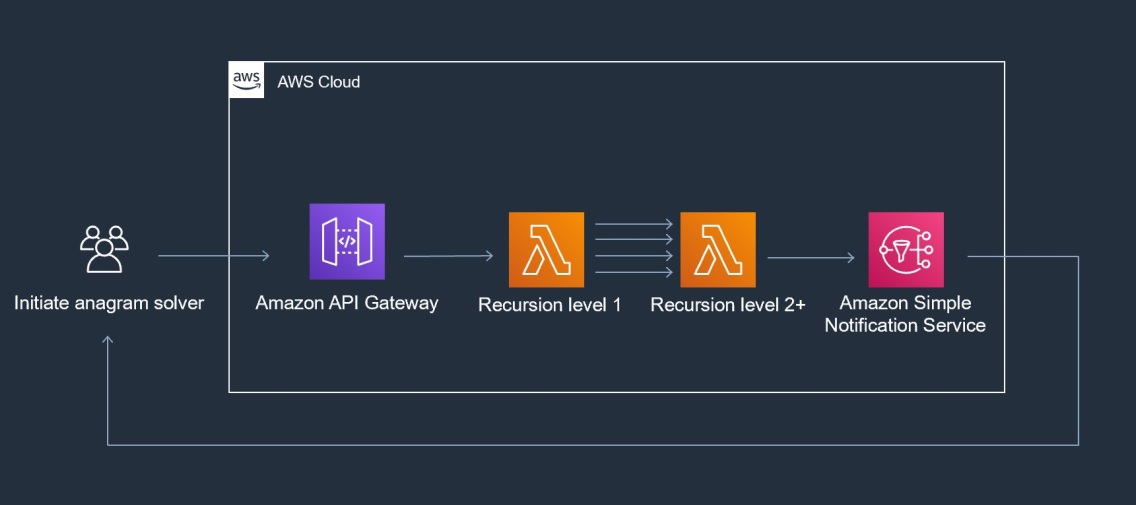 aws
AWS Cloud
</>
Initiate anagram solver
Amazon API Gateway
Recursion level 1
Recursion level 2+
Amazon Simple
Notification Service